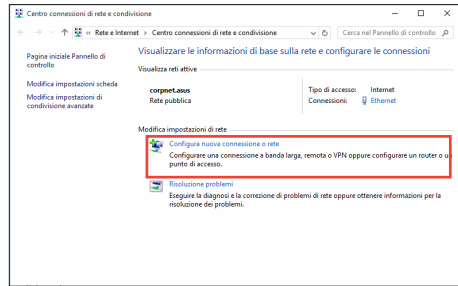 Centro connessioni di rete e condivisione
« Rete e Internet › Centro connessioni di rete e condivisione
Cerca nel Pannello di controllo
Pagina iniziale Pannello di
controllo
Modifica impostazioni scheda
Modifica impostazioni di
condivisione avanzate
Visualizzare le informazioni di base sulla rete e configurare le connessioni
Visualizza reti attive
corpnet.asus
Rete pubblica
Tipo di accesso: Internet
Connessioni: Ethernet
Modifica impostazioni di rete
Configura nuova connessione o rete
Configurare una connessione a banda larga, remota o VPN oppure configurare un router o un
punto di accesso.
Risoluzione problemi
Eseguire la diagnosi e la correzione di problemi di rete oppure ottenere informazioni per la
risoluzione dei problemi.